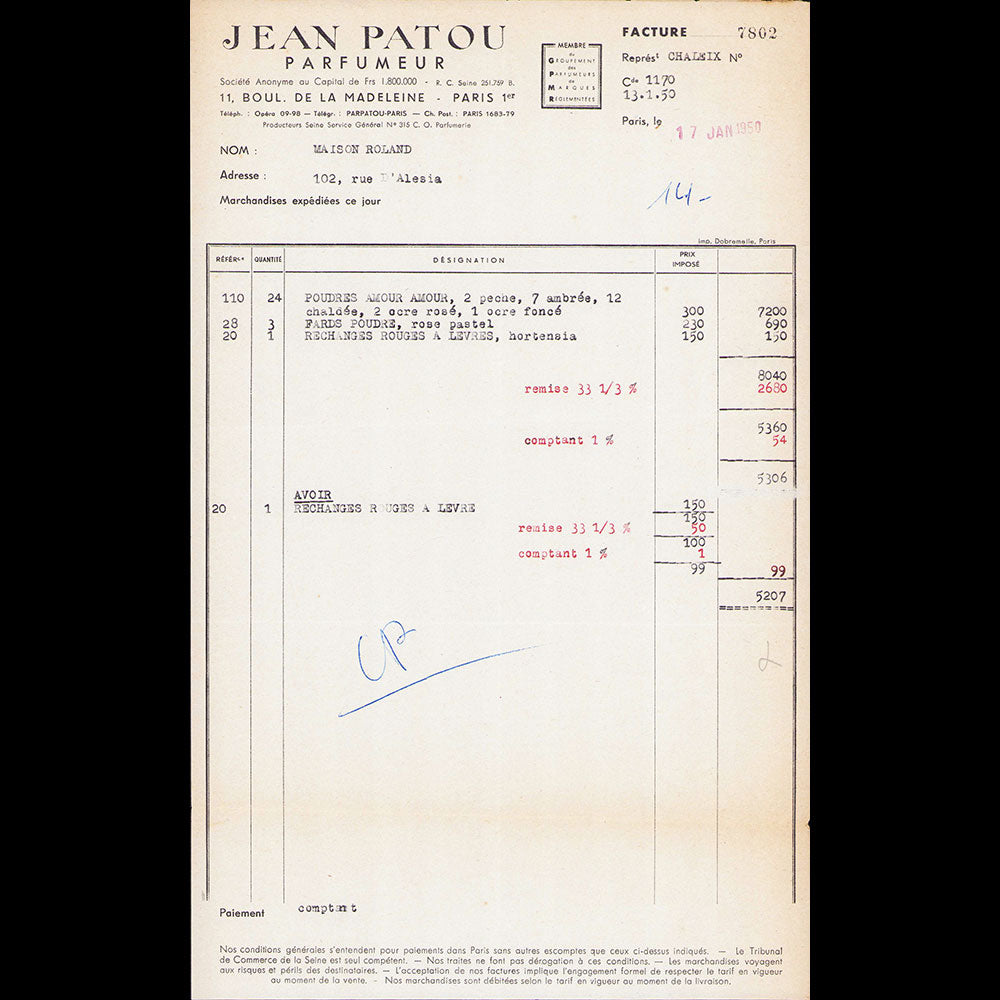 JEAN PATOU
PARFUMEUR
Société Anonyme au Capital de Frs 1.800.000 - R. C. Seine 251.759 B.
11, BOUL. DE LA MADELEINE - PARIS 1er
Téléph. : Opéra 09-98 — Télégr. : PARPATOU-PARIS — Ch. Post. : PARIS 1683-79
Producteurs Seine Service Général N° 315 C. O. Parfumerie
MEMBRE
du
GROUPEMENT
des
PARFUMEURS
de
MARQUES
RÉGLEMENTÉES
FACTURE 7802
Représt CHALEIX N°
Cde 1170
13.1.50
Paris, le 17 JAN 1950
NOM : MAISON ROLAND
Adresse : 102, rue D'Alesia
Marchandises expédiées ce jour
141-
Imp. Dobremelle, Paris
RÉFÉRces QUANTITÉ DÉSIGNATION PRIX IMPOSÉ
110 24 POUDRES AMOUR AMOUR, 2 peche, 7 ambrée, 12
chaldée, 2 ocre rosé, 1 ocre foncé 300 7200
28 3 FARDS POUDRE, rose pastel 230 690
20 1 RECHANGES ROUGES A LEVRES, hortensia 150 150
8040
remise 33 1/3 % 2680
5360
comptant 1 % 54
5306
AVOIR
20 1 RECHANGES ROUGES A LEVRE 150
150
remise 33 1/3 % 50
100
comptant 1 % 1
99 99
5207
Paiement comptant
Nos conditions générales s'entendent pour paiements dans Paris sans autres escomptes que ceux ci-dessus indiqués. — Le Tribunal
de Commerce de la Seine est seul compétent. — Nos traites ne font pas dérogation à ces conditions. — Les marchandises voyagent
aux risques et périls des destinataires. — L'acceptation de nos factures implique l'engagement formel de respecter le tarif en vigueur
au moment de la vente. - Nos marchandises sont débitées selon le tarif en vigueur au moment de la livraison.